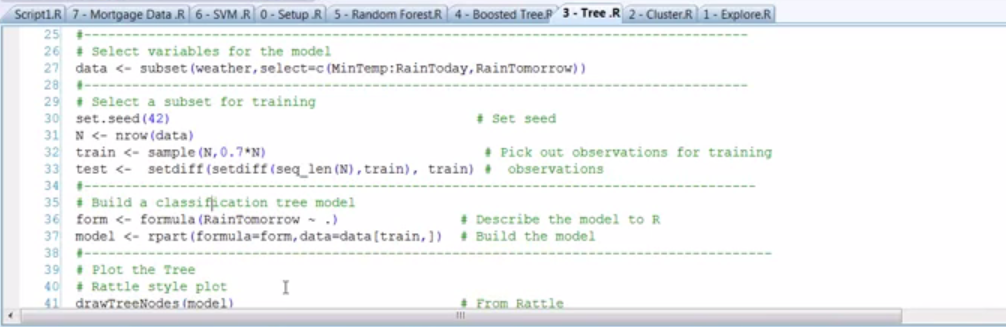 Script1.R 7 - Mortgage Data .R 6 - SVM .R 0 - Setup .R 5 - Random Forest.R 4 - Boosted Tree.R 3 - Tree .R 2 - Cluster.R 1 - Explore.R
25 #-----------------------------------------------------------------------------------
26 # Select variables for the model
27 data <- subset(weather,select=c(MinTemp:RainToday,RainTomorrow))
28 #-----------------------------------------------------------------------------------
29 # Select a subset for training
30 set.seed(42) # Set seed
31 N <- nrow(data)
32 train <- sample(N,0.7*N) # Pick out observations for training
33 test <- setdiff(setdiff(seq_len(N),train), train) # observations
34 #------------------------------------------------------------------------------------
35 # Build a classification tree model
36 form <- formula(RainTomorrow ~ .) # Describe the model to R
37 model <- rpart(formula=form,data=data[train,]) # Build the model
38 #--------------------------------------------------------------------------------------
39 # Plot the Tree
40 # Rattle style plot
41 drawTreeNodes(model) # From Rattle